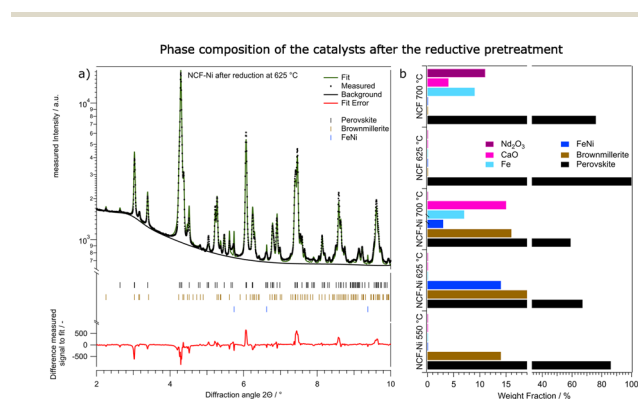 Phase composition of the catalysts after the reductive pretreatment
a)
NCF-Ni after reduction at 625 °C
Fit
Measured
Background
Fit Error
Perovskite
Brownmillerite
FeNi
measured Intensity / a.u.
10⁴
10³
Difference measured
signal to fit / -
500
0
-500
2
4
6
8
10
Diffraction angle 2Θ / °
b
NCF 700 °C
NCF 625 °C
NCF-Ni 700 °C
NCF-Ni 625 °C
NCF-Ni 550 °C
Nd₂O₃
CaO
Fe
FeNi
Brownmillerite
Perovskite
0
5
10
15
40
60
80
100
Weight Fraction / %